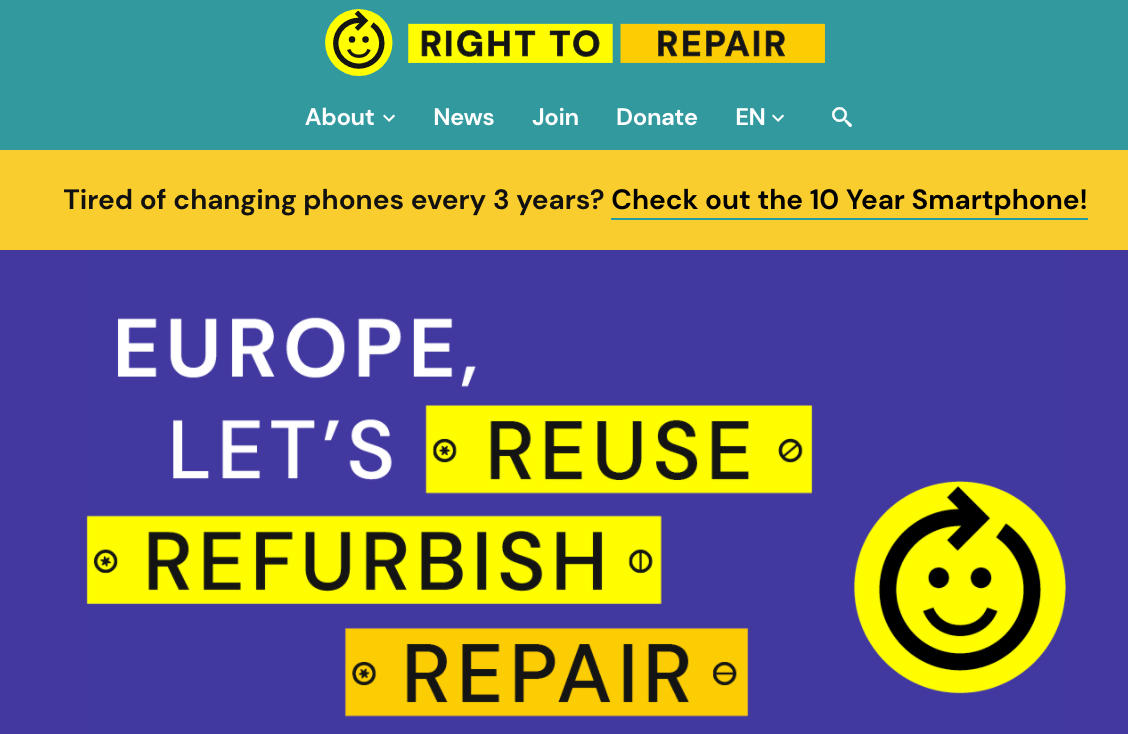 RIGHT TO REPAIR
About News Join Donate EN
Tired of changing phones every 3 years? Check out the 10 Year Smartphone!
EUROPE,
LET’S REUSE
REFURBISH
REPAIR